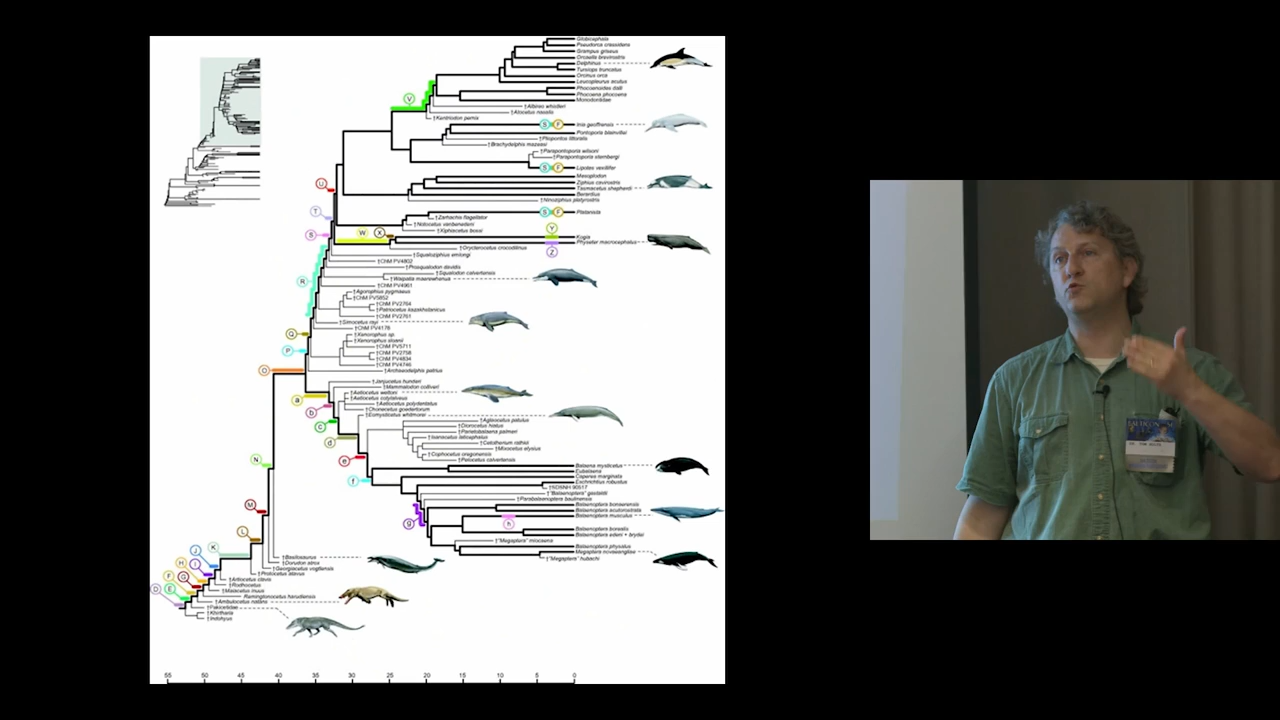 Globicephala
Pseudorca crassidens
Grampus griseus
Orcaella brevirostris
Delphinus
Tursiops truncatus
Orcinus orca
Leucopleurus acutus
Phocoenoides dalli
Phocoena phocoena
Monodontidae
V
†Albireo whistleri
†Atocetus nasalis
†Kentriodon pernix
S F Inia geoffrensis
Pontoporia blainvillei
†Pliopontos littoralis
†Brachydelphis mazeasi
†Parapontoporia wilsoni
†Parapontoporia sternbergi
S F Lipotes vexillifer
Mesoplodon
U
Ziphius cavirostris
Tasmacetus shepherdi
Berardius
†Ninoziphius platyrostris
T
S F Platanista
†Zarhachis flagellator
†Notocetus vanbenedeni
†Xiphiacetus bossi
S W X Y
Kogia
Physeter macrocephalus
†Orycterocetus crocodilinus
Z
†Squaloziphius emlongi
†ChM PV4802
†Prosqualodon davidis
†Squalodon calvertensis
†Waipatia maerewhenua
R
†ChM PV4961
†Agorophius pygmaeus
†ChM PV5852
†ChM PV2764
†Patriocetus kazakhstanicus
†ChM PV2761
†Simocetus rayi
†ChM PV4178
Q
†Xenorophus sp.
†Xenorophus sloanii
†ChM PV5711
P
†ChM PV2758
†ChM PV4834
†ChM PV4746
O
†Archaeodelphis patrius
†Janjucetus hunderi
†Mammalodon colliveri
†Aetiocetus weltoni
a
†Aetiocetus cotylalveus
†Aetiocetus polydentatus
†Chonecetus goedertorum
b
†Eomysticetus whitmorei
†Aglaocetus patulus
c
†Diorocetus hiatus
†Parietobalaena palmeri
†Isanacetus laticephalus
d
†Cetotherium rathkii
†Mixocetus elysius
†Cophocetus oregonensis
N e
†Pelocetus calvertensis
Balaena mysticetus
Eubalaena
Caperea marginata
f
Eschrichtius robustus
†SDSNH 90517
†"Balaenoptera" gastaldii
†Parabalaenoptera baulinensis
M
Balaenoptera bonaerensis
Balaenoptera acutorostrata
Balaenoptera musculus
g h
Balaenoptera borealis
Balaenoptera edeni + brydei
L
†"Megaptera" miocaena
Balaenoptera physalus
K
Megaptera novaeangliae
J
†"Megaptera" hubachi
†Basilosaurus
H I
†Dorudon atrox
†Georgiacetus vogtlensis
†Protocetus atavus
F G
†Artiocetus clavis
†Rodhocetus
D E
†Maiacetus inuus
Remingtonocetus harudiensis
†Ambulocetus natans
†Pakicetidae
†Khirtharia
†Indohyus
55 50 45 40 35 30 25 20 15 10 5 0